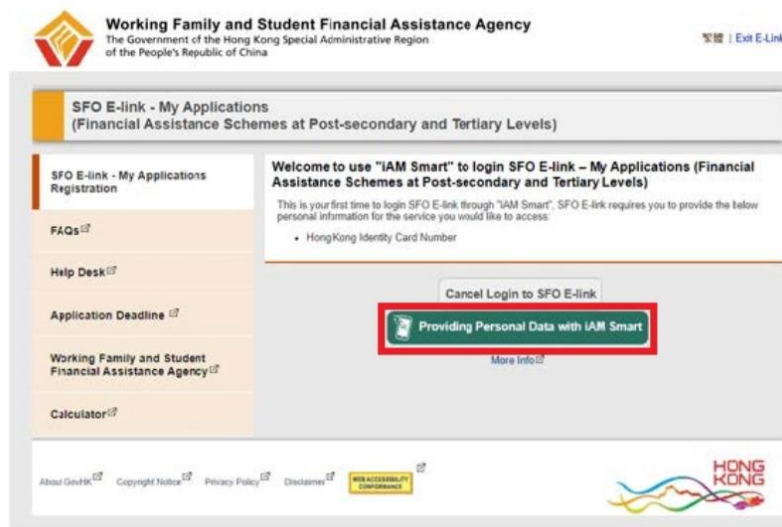 Working Family and Student Financial Assistance Agency
The Government of the Hong Kong Special Administrative Region
of the People's Republic of China
繁體 | Exit E-Link
SFO E-link - My Applications
(Financial Assistance Schemes at Post-secondary and Tertiary Levels)
SFO E-link - My Applications
Registration
FAQs
Help Desk
Application Deadline
Working Family and Student
Financial Assistance Agency
Calculator
Welcome to use "iAM Smart" to login SFO E-link – My Applications (Financial
Assistance Schemes at Post-secondary and Tertiary Levels)
This is your first time to login SFO E-link through "iAM Smart", SFO E-link requires you to provide the below
personal information for the service you would like to access:
• Hong Kong Identity Card Number
Cancel Login to SFO E-link
Providing Personal Data with iAM Smart
More Info
About GovHK Copyright Notice Privacy Policy Disclaimer WEB ACCESSIBILITY
CONFORMANCE
HONG
KONG